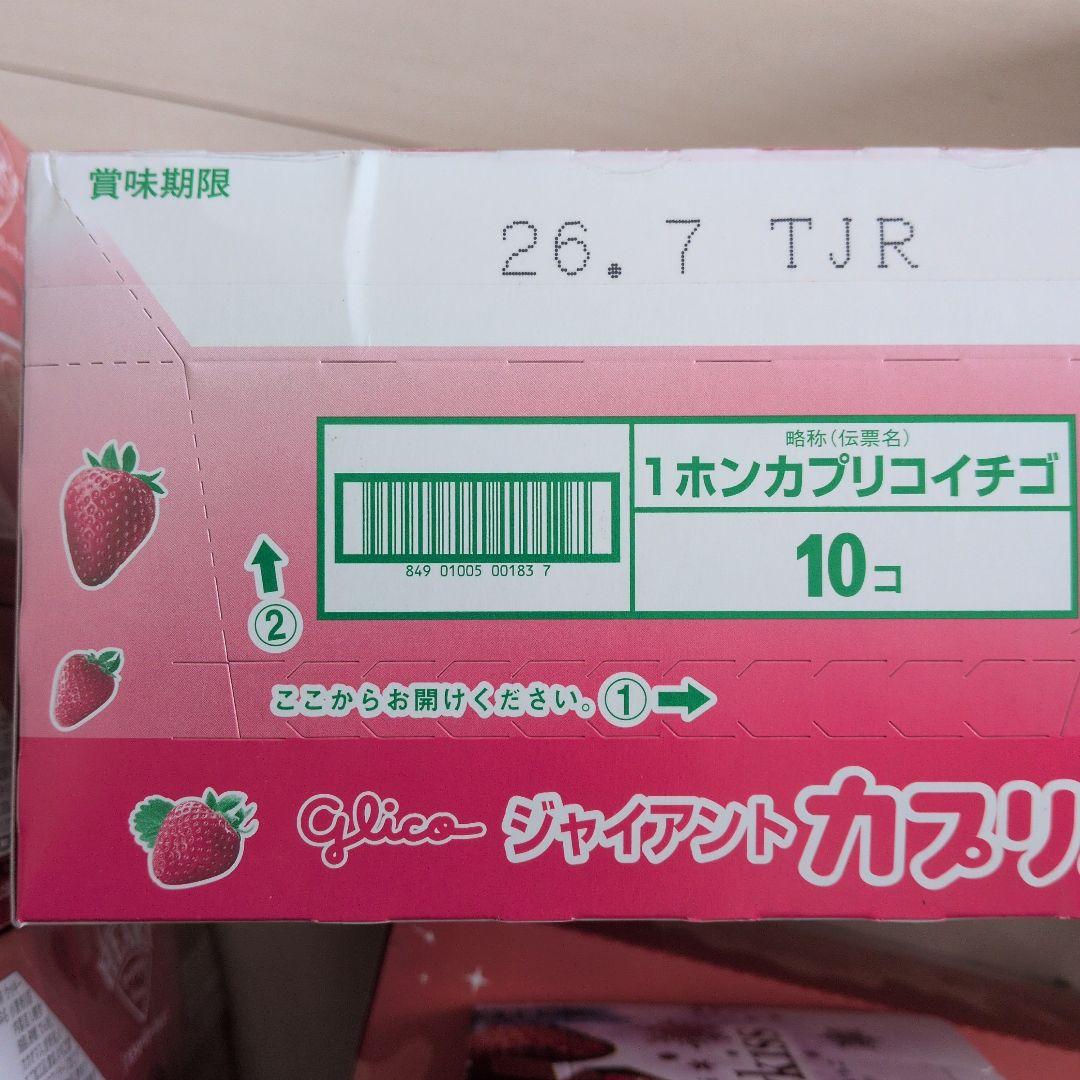 賞味期限
26.7 TJR
略称(伝票名)
1ホンカプリコイチゴ
10コ
849 01005 00183 7
②
ここからお開けください。①
glico ジャイアントカプリ
KISS